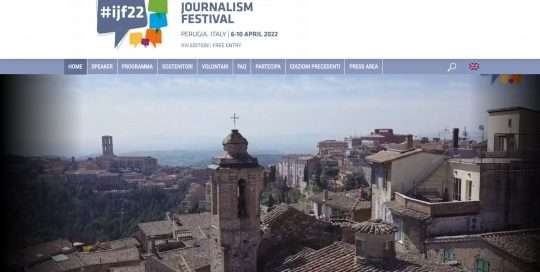 #ijf22
JOURNALISM
FESTIVAL
PERUGIA, ITALY | 6-10 APRIL 2022
XVI EDITION | FREE ENTRY
HOME SPEAKER PROGRAMMA SOSTENITORI VOLONTARI FAQ PARTECIPA EDIZIONI PRECEDENTI PRESS AREA